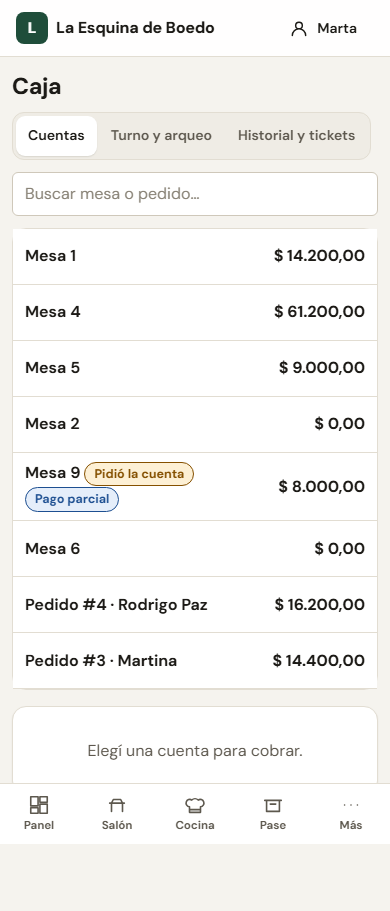 L La Esquina de Boedo Marta
Caja
Cuentas Turno y arqueo Historial y tickets
Buscar mesa o pedido...
Mesa 1 $ 14.200,00
Mesa 4 $ 61.200,00
Mesa 5 $ 9.000,00
Mesa 2 $ 0,00
Mesa 9 Pidió la cuenta
Pago parcial $ 8.000,00
Mesa 6 $ 0,00
Pedido #4 · Rodrigo Paz $ 16.200,00
Pedido #3 · Martina $ 14.400,00
Elegí una cuenta para cobrar.
Panel Salón Cocina Pase Más